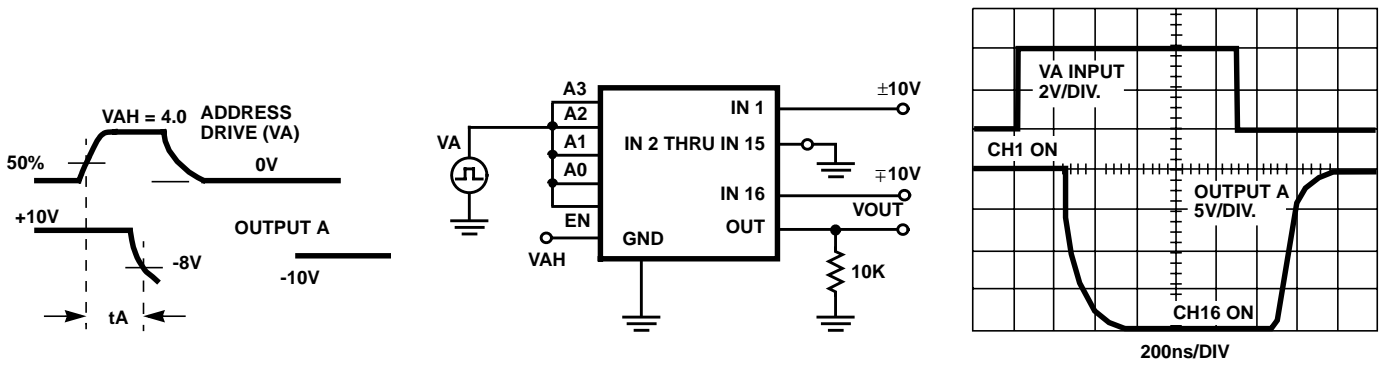 VAH = 4.0
ADDRESS
DRIVE (VA)
50%
0V
+10V
OUTPUT A
-8V
-10V
tA
VA
A3
A2
A1
A0
EN
VAH
IN 1
IN 2 THRU IN 15
IN 16
OUT
GND
±10V
∓10V
VOUT
10K
VA INPUT
2V/DIV.
CH1 ON
OUTPUT A
5V/DIV.
CH16 ON
200ns/DIV